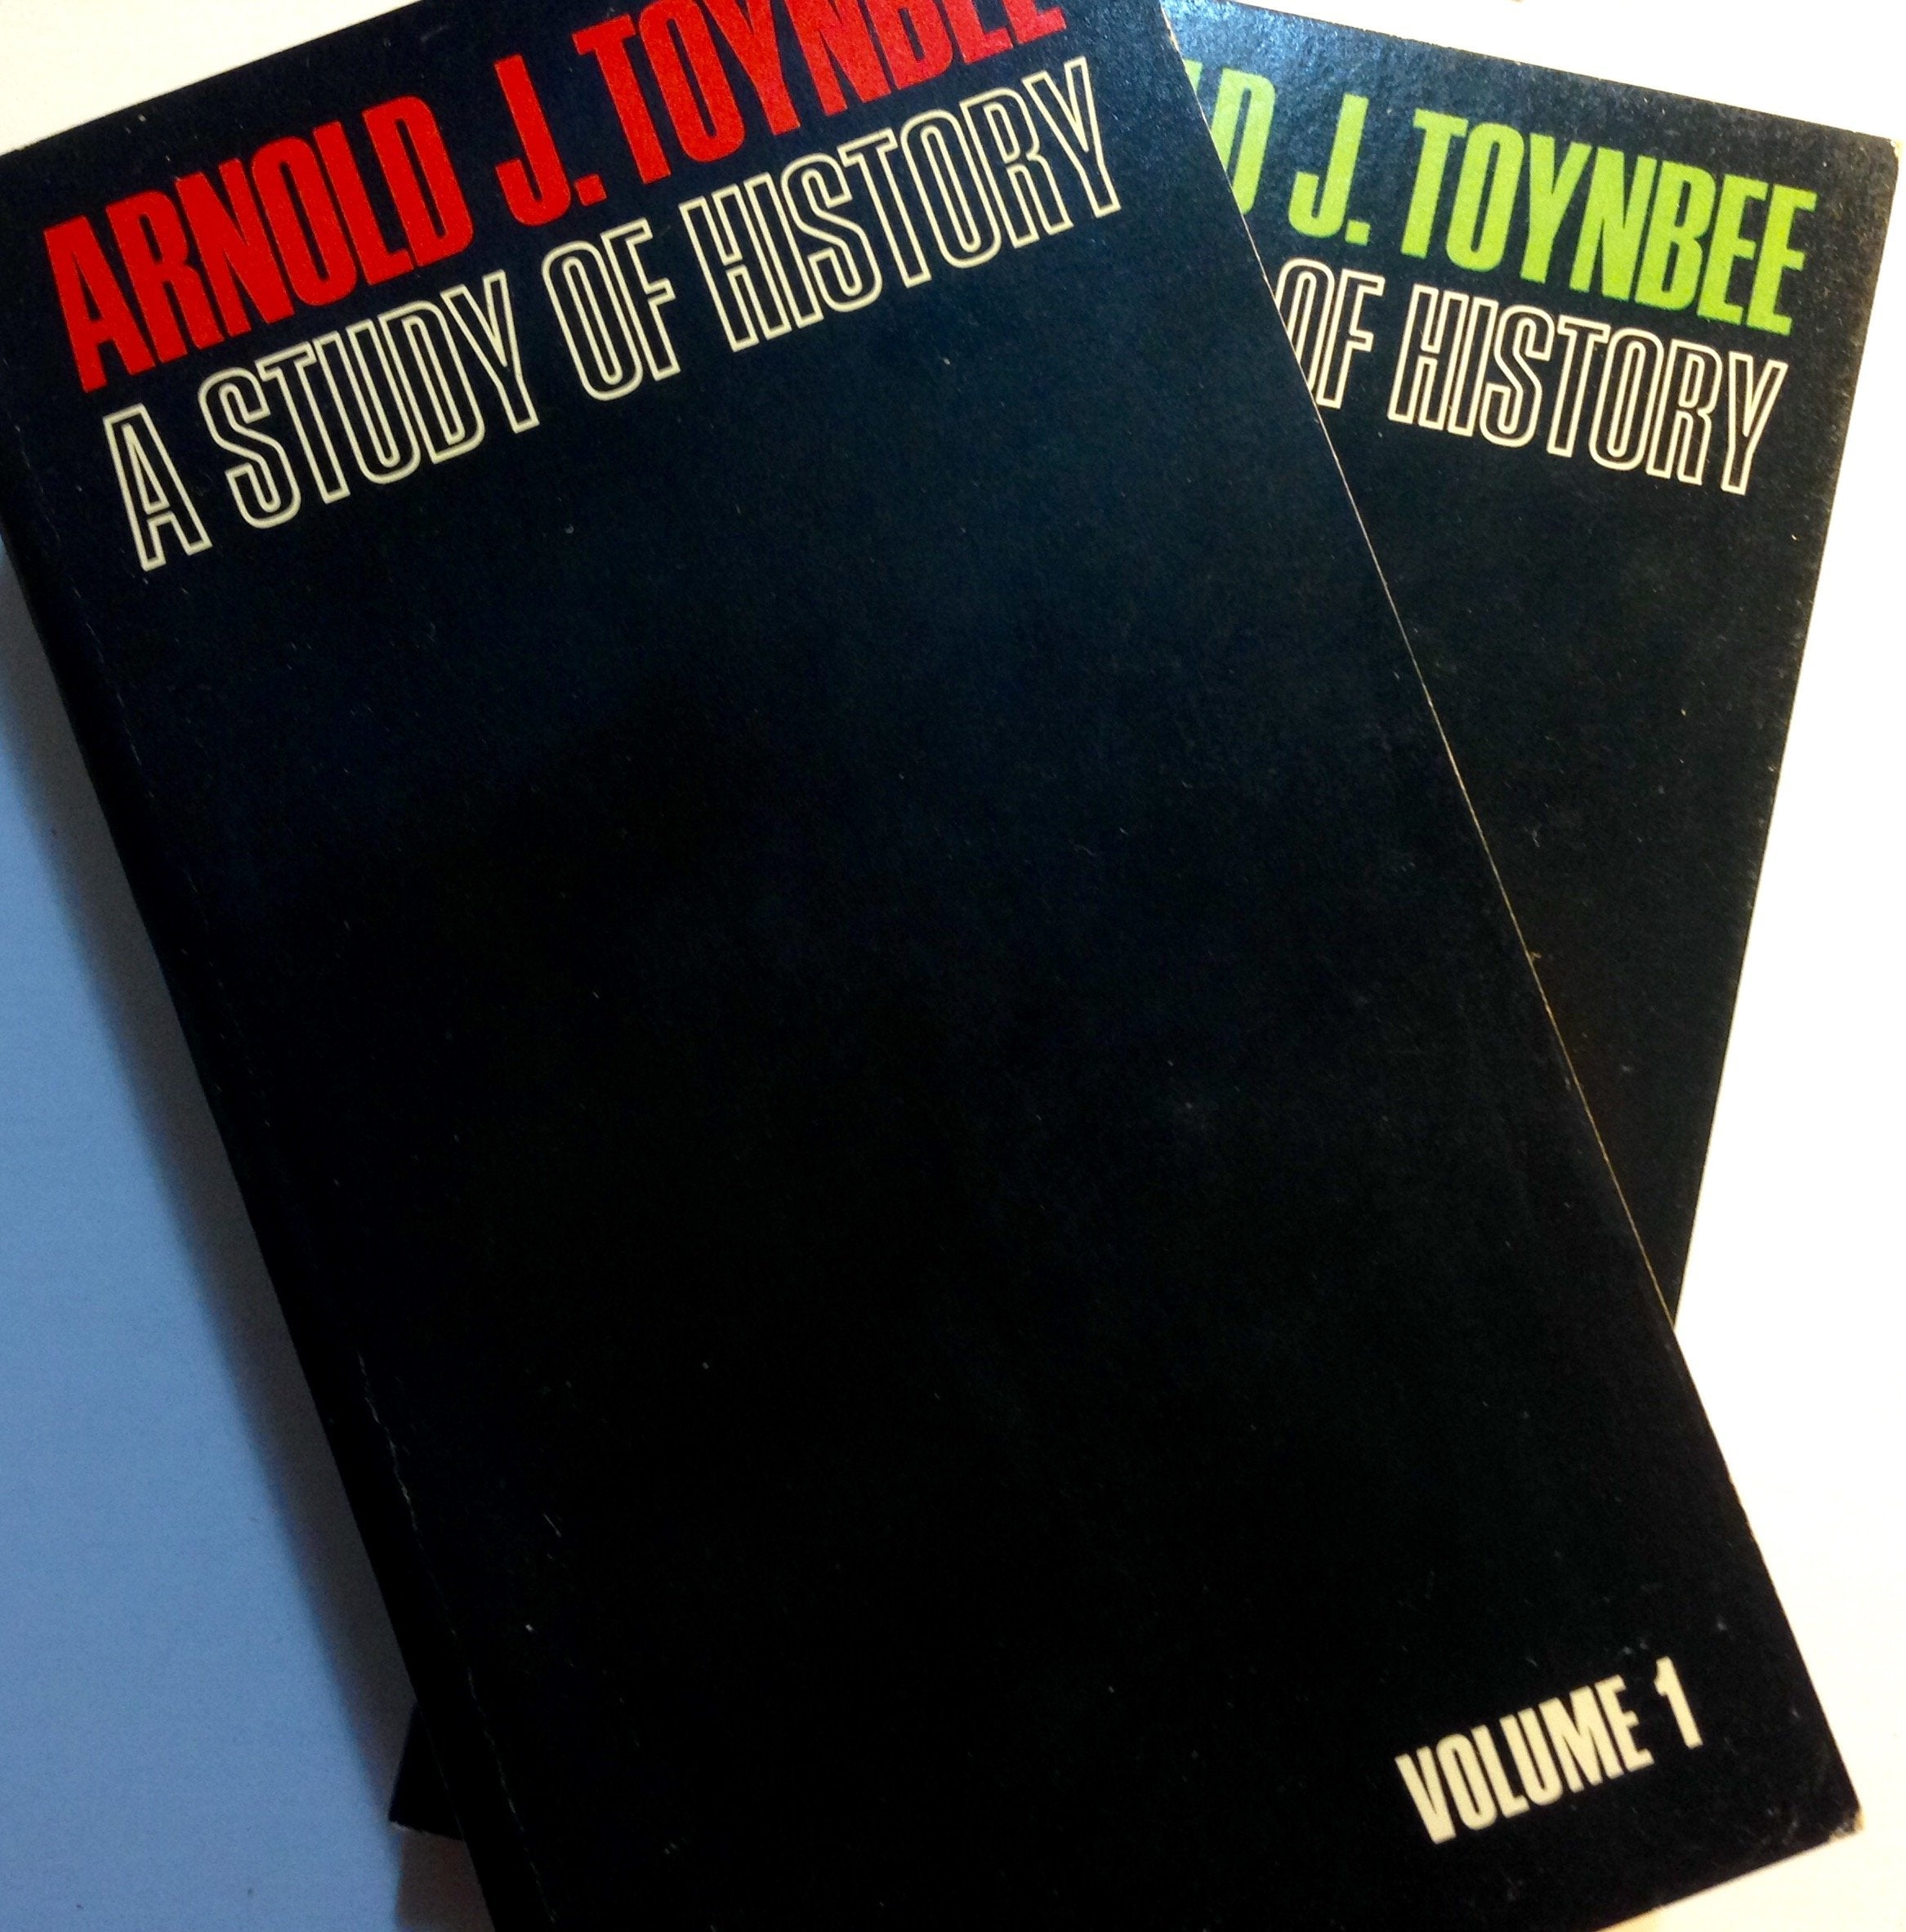 ARNOLD J. TOYNBEE
A STUDY OF HISTORY
VOLUME 1
J. TOYNBEE
OF HISTORY